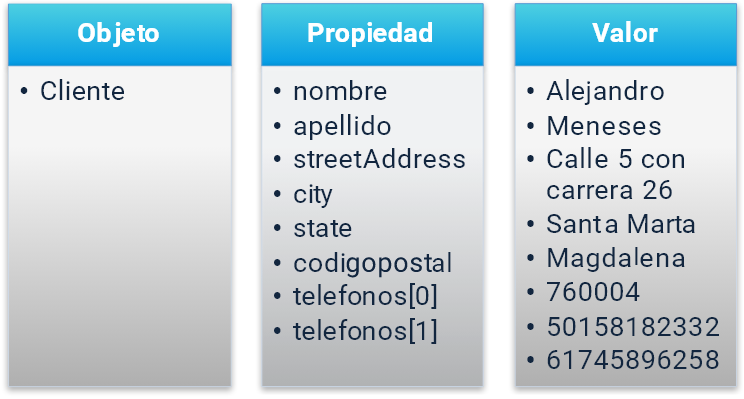 Objeto
• Cliente
Propiedad
• nombre
• apellido
• streetAddress
• city
• state
• codigopostal
• telefonos[0]
• telefonos[1]
Valor
• Alejandro
• Meneses
• Calle 5 con
carrera 26
• Santa Marta
• Magdalena
• 760004
• 50158182332
• 61745896258